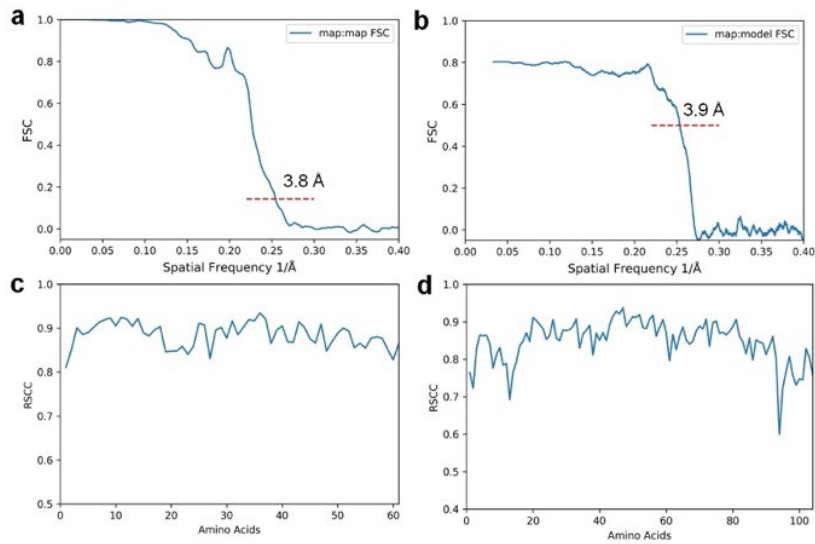 a
map:map FSC
1.0
0.8
0.6
0.4
0.2
0.0
FSC
3.8 Å
0.00 0.05 0.10 0.15 0.20 0.25 0.30 0.35 0.40
Spatial Frequency 1/Å
b
map:model FSC
1.0
0.8
0.6
0.4
0.2
0.0
FSC
3.9 Å
0.00 0.05 0.10 0.15 0.20 0.25 0.30 0.35 0.40
Spatial Frequency 1/Å
c
1.0
0.9
0.8
0.7
0.6
0.5
RSCC
0 10 20 30 40 50 60
Amino Acids
d
1.0
0.9
0.8
0.7
0.6
0.5
0.4
RSCC
0 20 40 60 80 100
Amino Acids